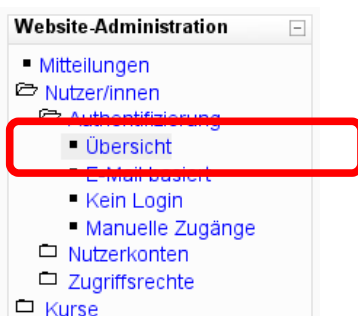 Website-Administration
Mitteilungen
Nutzer/innen
Authentifizierung
Übersicht
E-Mail basiert
Kein Login
Manuelle Zugänge
Nutzerkonten
Zugriffsrechte
Kurse